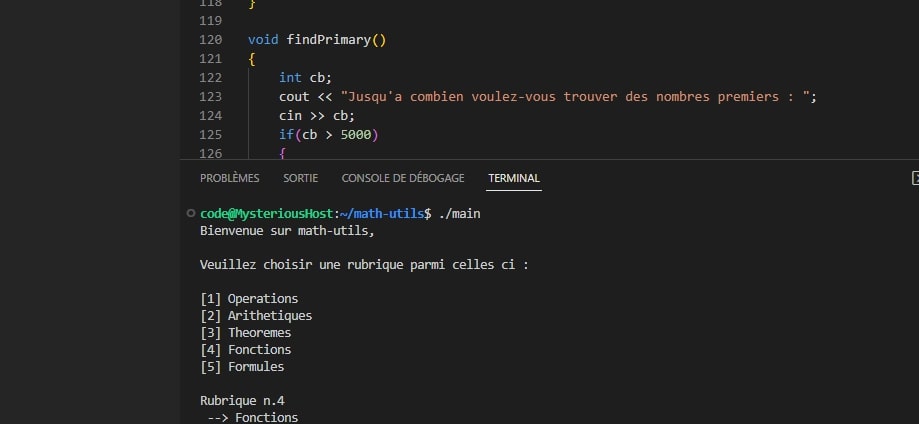 118 }
119
120 void findPrimary()
121 {
122 int cb;
123 cout << "Jusqu'a combien voulez-vous trouver des nombres premiers : ";
124 cin >> cb;
125 if(cb > 5000)
126 {
PROBLÈMES SORTIE CONSOLE DE DÉBOGAGE TERMINAL
code@MysteriousHost:~/math-utils$ ./main
Bienvenue sur math-utils,
Veuillez choisir une rubrique parmi celles ci :
[1] Operations
[2] Arithetiques
[3] Theoremes
[4] Fonctions
[5] Formules
Rubrique n.4
--> Fonctions